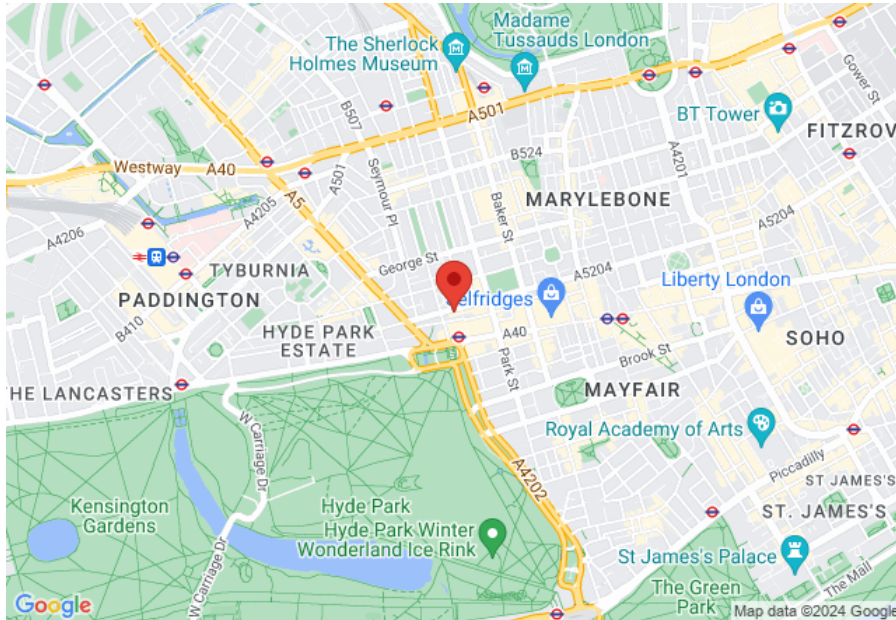 Madame
Tussauds London
The Sherlock
Holmes Museum
Gower St
B507
BT Tower
A501
FITZROV
Westway
A40
B524
A4201
A501
Seymour Pl
MARYLEBONE
A5
Baker St
A4205
A5204
A4206
George St
TYBURNIA
A5204
Liberty London
PADDINGTON
elfridges
B410
HYDE PARK
ESTATE
A40
SOHO
Brook St
Park St
THE LANCASTERS
MAYFAIR
W Carriage Dr
Royal Academy of Arts
Piccadilly
A4202
ST JAMES'S
Kensington
Gardens
Hyde Park
ST. JAMES'S
Hyde Park Winter
Wonderland Ice Rink
St James's Palace
W Carriage Dr
The Mall
The Green
Park
Google
Map data ©2024 Google